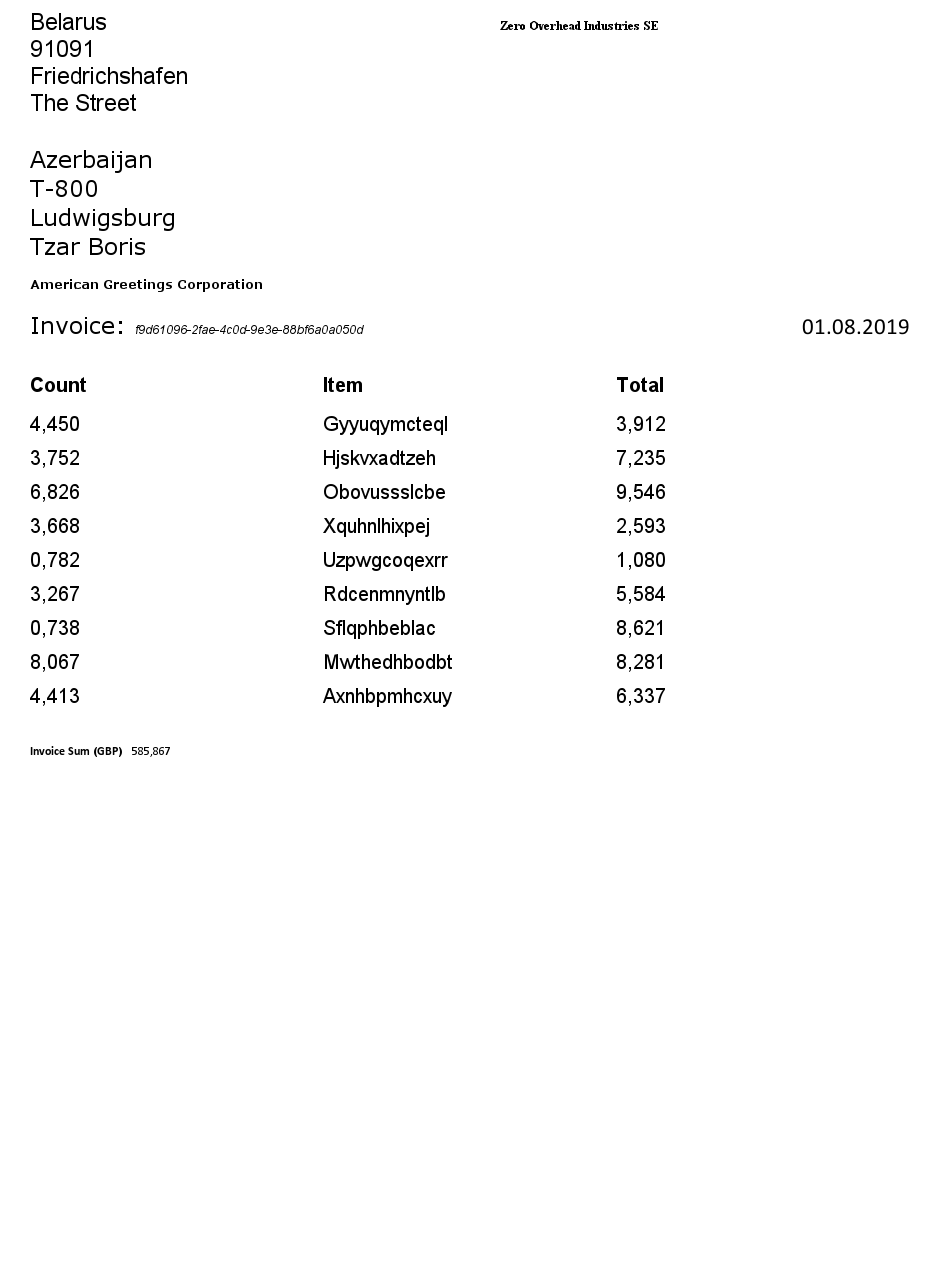 Belarus
Zero Overhead Industries SE
91091
Friedrichshafen
The Street
Azerbaijan
T-800
Ludwigsburg
Tzar Boris
American Greetings Corporation
Invoice: f9d61096-2fae-4c0d-9e3e-88bf6a0a050d 01.08.2019
Count Item Total
4,450 Gyyuqymcteql 3,912
3,752 Hjskvxadtzeh 7,235
6,826 Obovussslcbe 9,546
3,668 Xquhnlhixpej 2,593
0,782 Uzpwgcoqexrr 1,080
3,267 Rdcenmnyntlb 5,584
0,738 Sflqphbeblac 8,621
8,067 Mwthedhbodbt 8,281
4,413 Axnhbpmhcxuy 6,337
Invoice Sum (GBP) 585,867